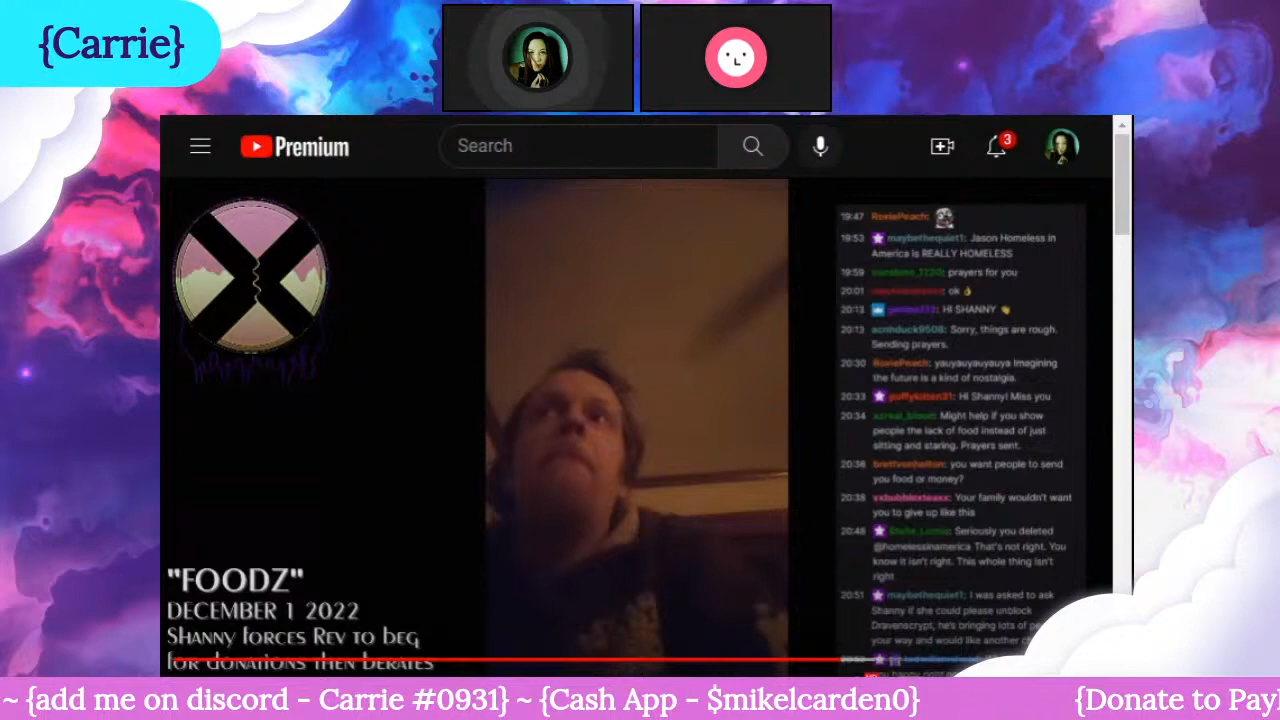 {Carrie}
Premium
Search
3
19:47 RoxiePeach:
19:53 maybethequiet1: Jason Homeless in
America is REALLY HOMELESS
19:59 prayers for you
20:01 ok 👌
20:13 HI SHANNY 👏
20:13 acnhduck9508: Sorry, things are rough.
Sending prayers.
20:30 RoxiePeach: yauyauyauyauya Imagining
the future is a kind of nostalgia.
20:33 puffykitten31: Hi Shanny! Miss you
20:34 Might help if you show
people the lack of food instead of just
sitting and staring. Prayers sent.
20:38 you want people to send
you food or money?
20:38 Your family wouldn't want
you to give up like this
20:48 Seriously you deleted
@homelessinamerica That's not right. You
know it isn't right. This whole thing isn't
right
20:51 maybethequiet1: I was asked to ask
Shanny if she could please unblock
Dravenscrypt, he's bringing lots of pe
your way and would like another ch
"FOODZ"
DECEMBER 1 2022
Shanny forces Rev to beg
for donations then berates
~ {add me on discord - Carrie #0931} ~ {Cash App - $mikelcarden0} {Donate to Pay